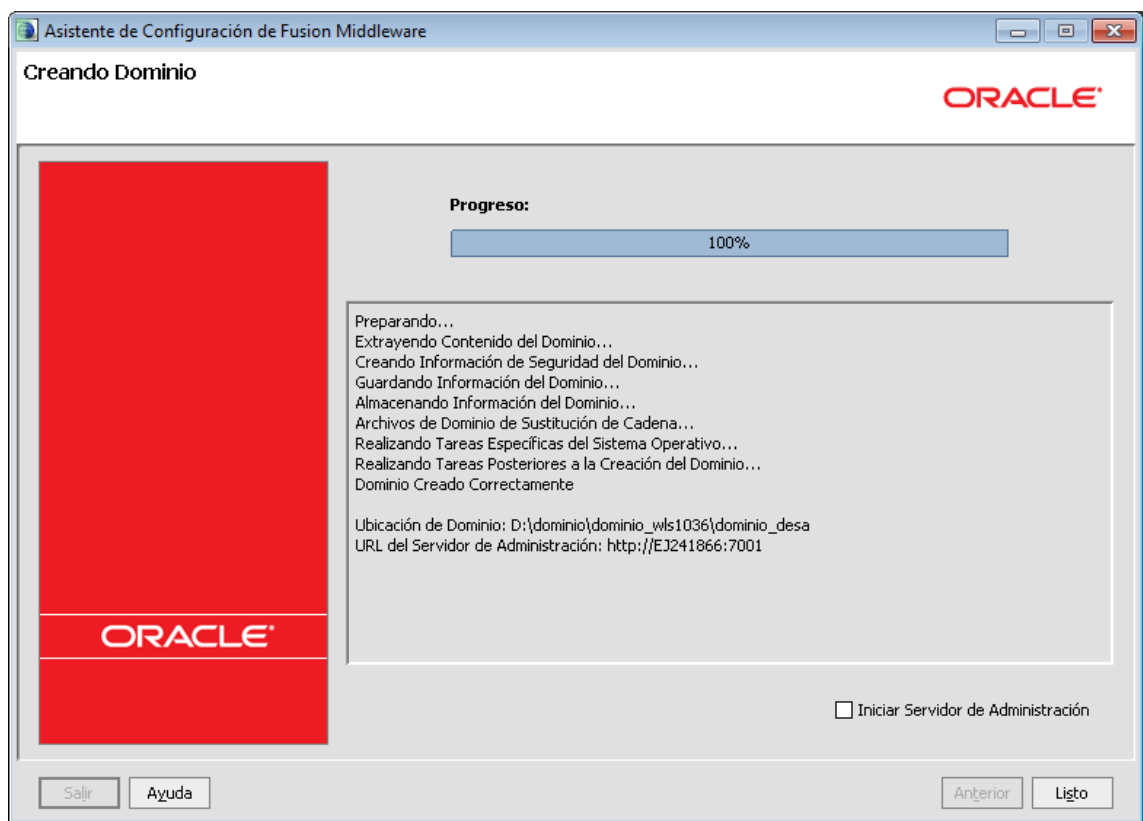 Asistente de Configuración de Fusion Middleware
Creando Dominio
ORACLE
Progreso:
100%
Preparando...
Extrayendo Contenido del Dominio...
Creando Información de Seguridad del Dominio...
Guardando Información del Dominio...
Almacenando Información del Dominio...
Archivos de Dominio de Sustitución de Cadena...
Realizando Tareas Específicas del Sistema Operativo...
Realizando Tareas Posteriores a la Creación del Dominio...
Dominio Creado Correctamente
Ubicación de Dominio: D:\dominio\dominio_wls1036\dominio_desa
URL del Servidor de Administración: http://EJ241866:7001
ORACLE
Iniciar Servidor de Administración
Salir
Ayuda
Anterior
Listo